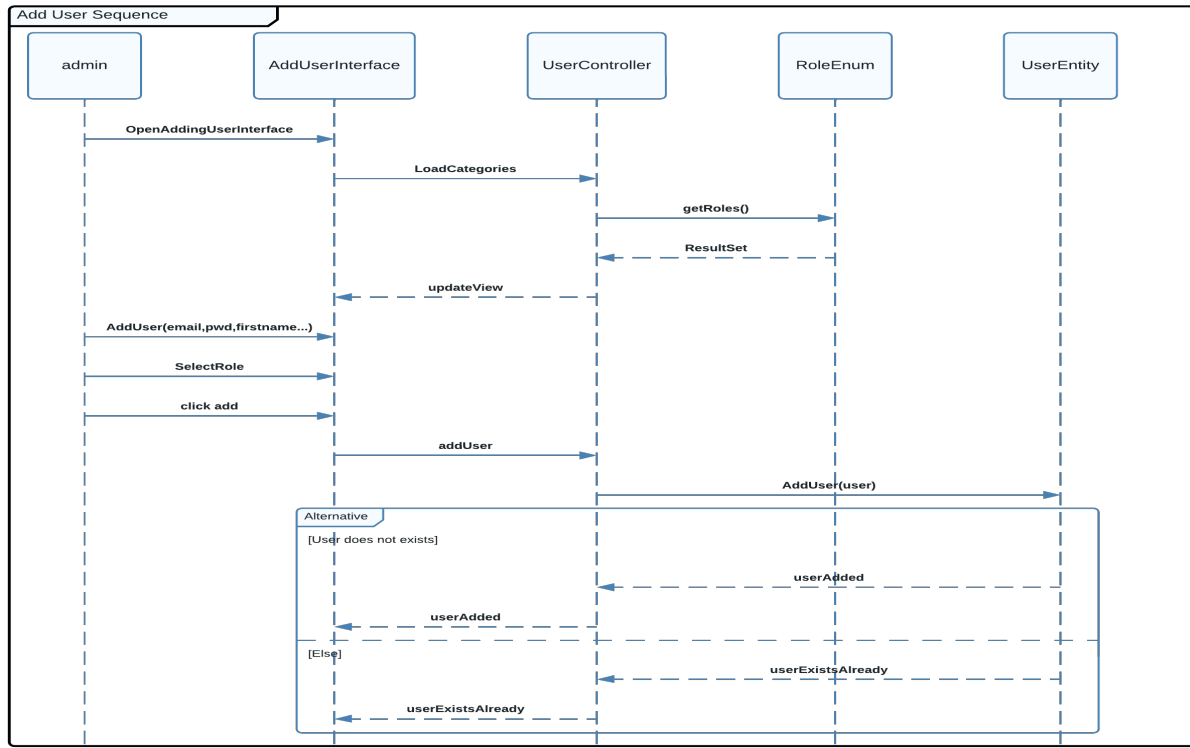 Add User Sequence
admin
AddUserInterface
UserController
RoleEnum
UserEntity
OpenAddingUserInterface
LoadCategories
getRoles()
ResultSet
updateView
AddUser(email,pwd,firstname...)
SelectRole
click add
addUser
AddUser(user)
Alternative
[User does not exists]
userAdded
userAdded
[Else]
userExistsAlready
userExistsAlready